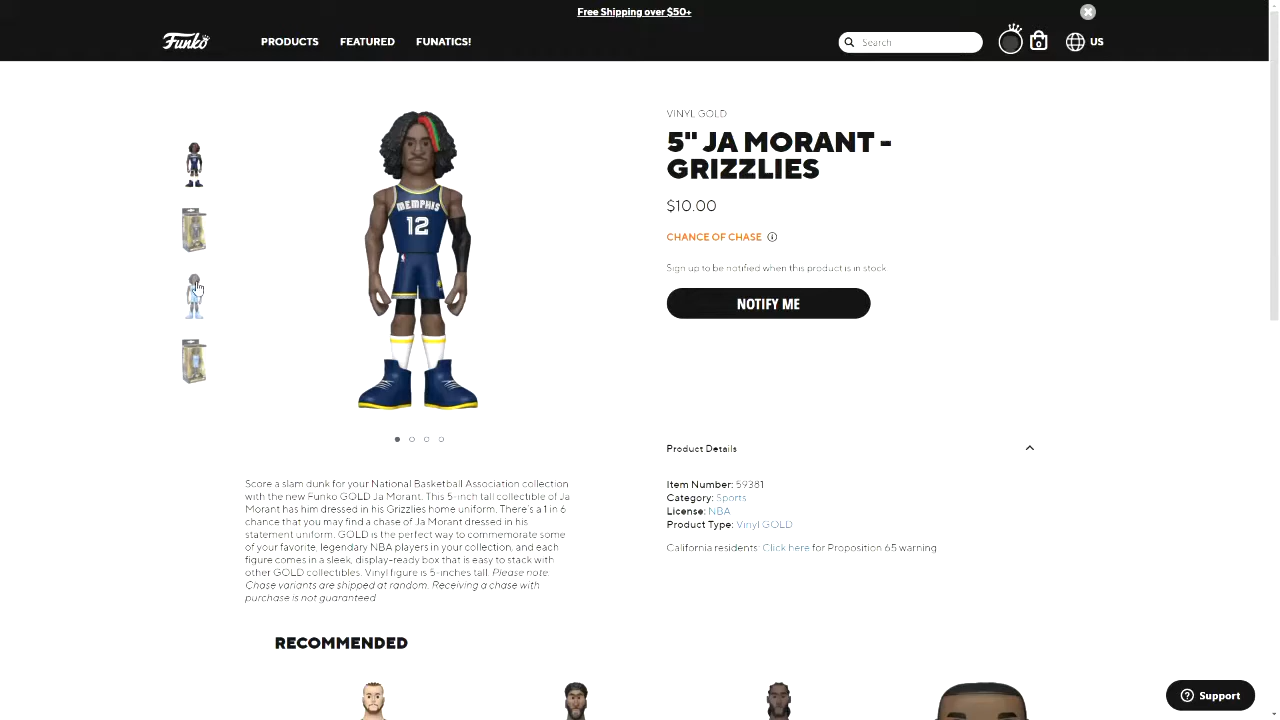 Free Shipping over $50+
Funko
PRODUCTS
FEATURED
FUNATICS!
Search
0
US
VINYL GOLD
5" JA MORANT -
GRIZZLIES
$10.00
CHANCE OF CHASE
Sign up to be notified when this product is in stock
NOTIFY ME
MEMPHIS
12
Product Details
Item Number: 59381
Category: Sports
License: NBA
Product Type: Vinyl GOLD
California residents: Click here for Proposition 65 warning
Score a slam dunk for your National Basketball Association collection
with the new Funko GOLD Ja Morant. This 5-inch tall collectible of Ja
Morant has him dressed in his Grizzlies home uniform. There's a 1 in 6
chance that you may find a chase of Ja Morant dressed in his
statement uniform. GOLD is the perfect way to commemorate some
of your favorite, legendary NBA players in your collection, and each
figure comes in a sleek, display-ready box that is easy to stack with
other GOLD collectibles. Vinyl figure is 5-inches tall. Please note:
Chase variants are shipped at random. Receiving a chase with
purchase is not guaranteed.
RECOMMENDED
Support